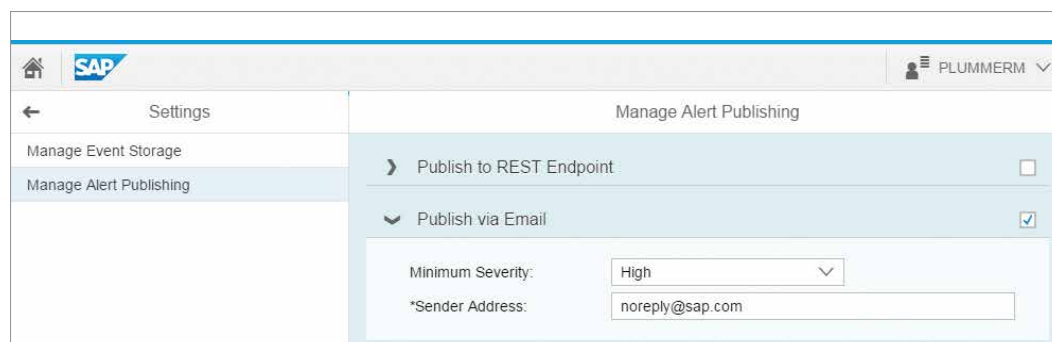 SAP
PLUMMERM
Settings
Manage Alert Publishing
Manage Event Storage
Manage Alert Publishing
Publish to REST Endpoint
Publish via Email
Minimum Severity: High
*Sender Address: noreply@sap.com